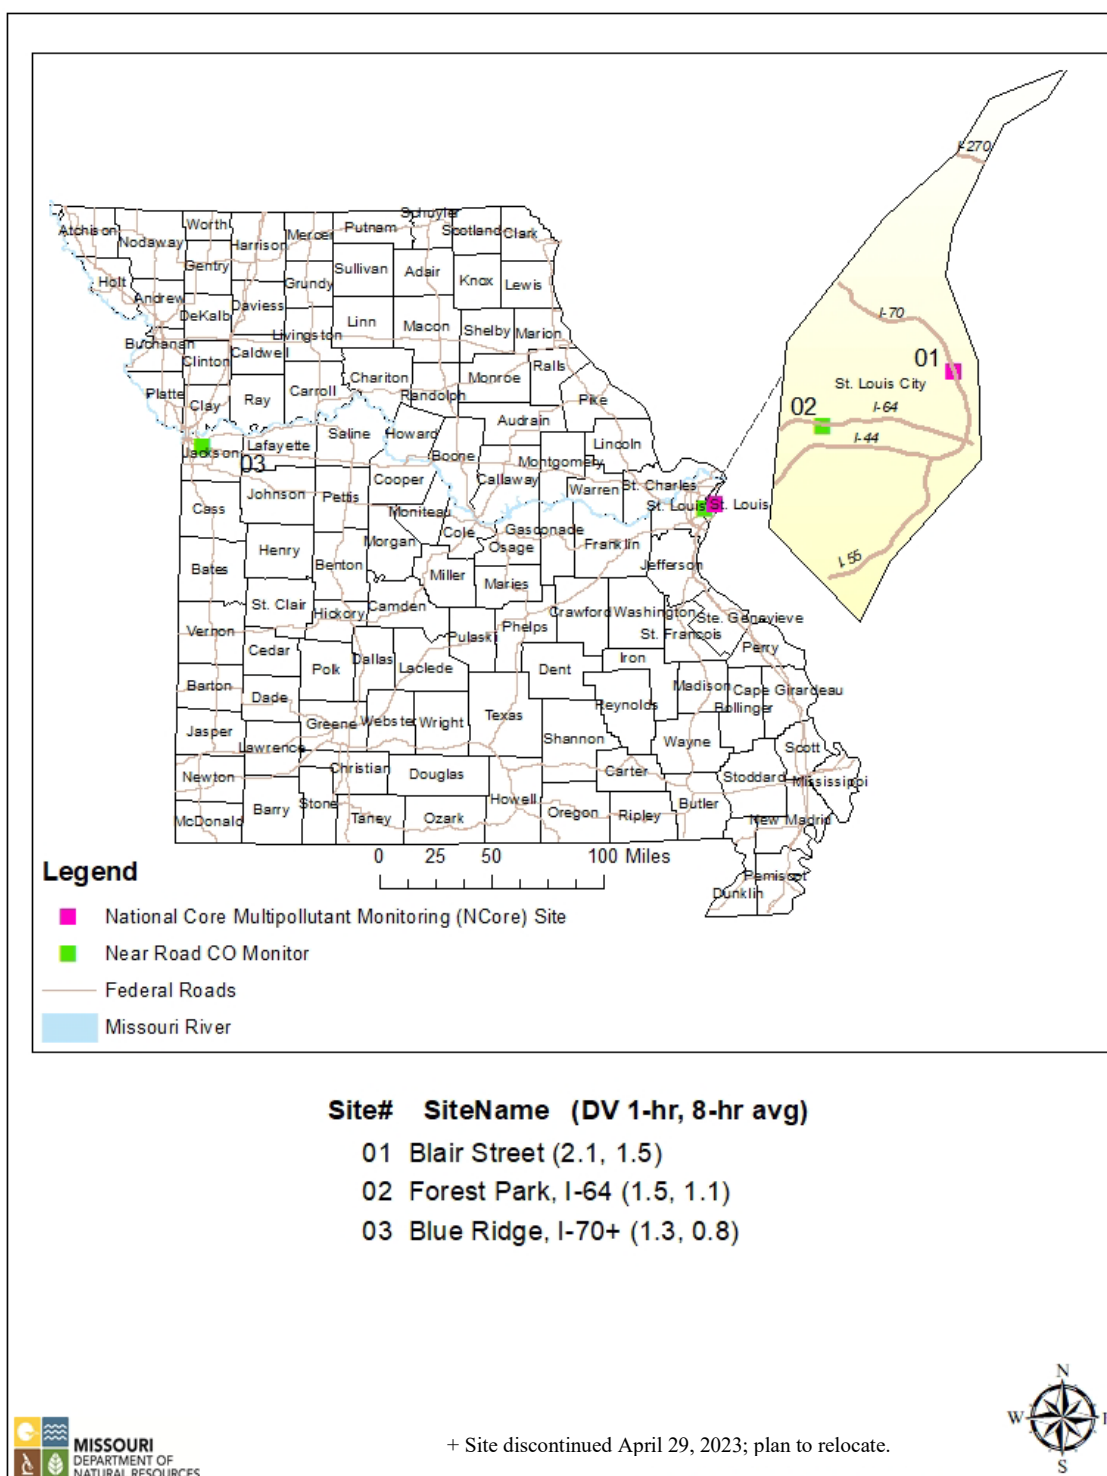 I-270
I-70
01
St. Louis City
02
I-64
I-44
I-55
Atchison
Nodaway
Worth
Harrison
Mercer
Putnam
Schuyler
Scotland
Clark
Gentry
Sullivan
Adair
Knox
Lewis
Holt
Andrew
DeKalb
Daviess
Grundy
Linn
Macon
Shelby
Marion
Buchanan
Clinton
Caldwell
Livingston
Chariton
Randolph
Monroe
Ralls
Pike
Platte
Clay
Ray
Carroll
Saline
Howard
Audrain
Lincoln
Jackson
03
Lafayette
Boone
Callaway
Montgomery
Warren
St. Charles
St. Louis
St. Louis
Cass
Johnson
Pettis
Cooper
Moniteau
Cole
Osage
Gasconade
Franklin
Jefferson
Bates
Henry
Benton
Morgan
Miller
Maries
Crawford
Washington
Ste. Genevieve
St. Francois
Perry
Vernon
St. Clair
Hickory
Camden
Pulaski
Phelps
Cedar
Polk
Dallas
Laclede
Dent
Iron
Madison
Cape Girardeau
Bollinger
Barton
Dade
Greene
Webster
Wright
Texas
Reynolds
Shannon
Wayne
Scott
Jasper
Lawrence
Christian
Douglas
Carter
Stoddard
Mississippi
Newton
Barry
Stone
Taney
Ozark
Howell
Oregon
Ripley
Butler
New Madrid
McDonald
Pemiscot
Dunklin
0 25 50 100 Miles
Legend
National Core Multipollutant Monitoring (NCore) Site
Near Road CO Monitor
Federal Roads
Missouri River
Site# SiteName (DV 1-hr, 8-hr avg)
01 Blair Street (2.1, 1.5)
02 Forest Park, I-64 (1.5, 1.1)
03 Blue Ridge, I-70+ (1.3, 0.8)
N
W
S
MISSOURI
DEPARTMENT OF
NATURAL RESOURCES
+ Site discontinued April 29, 2023; plan to relocate.